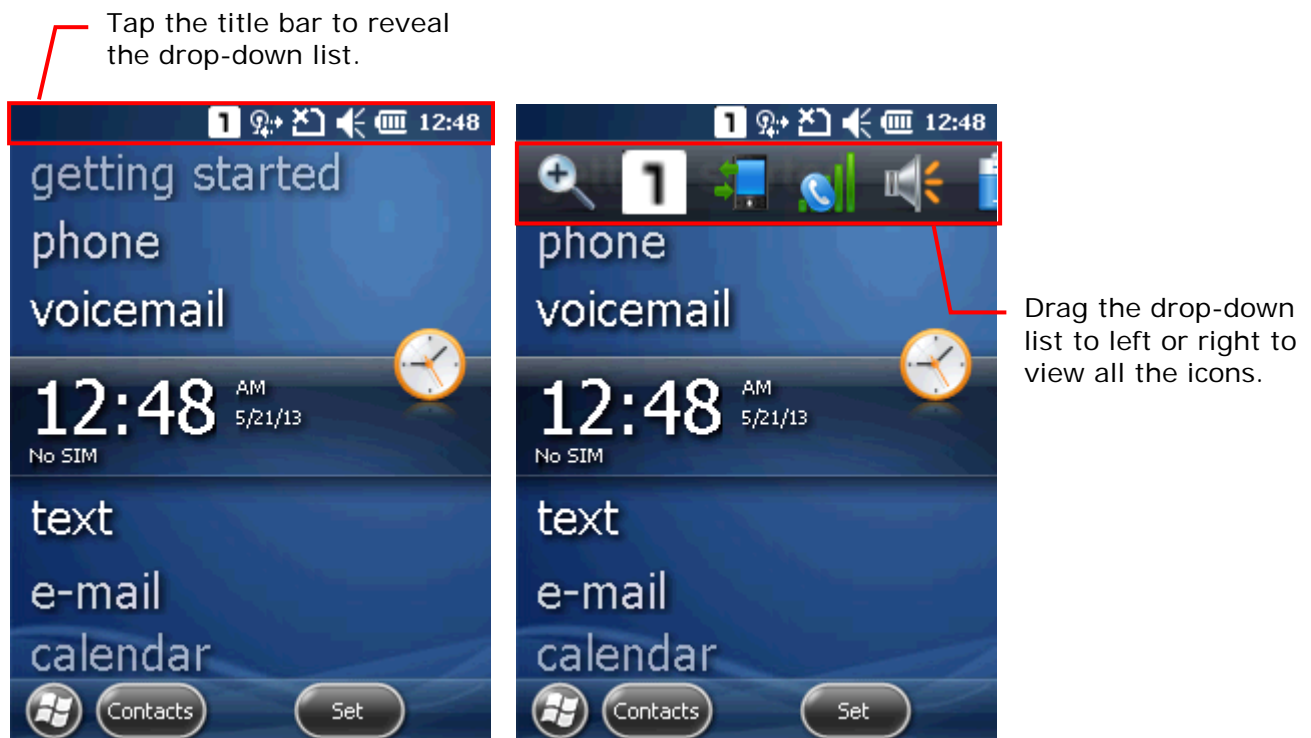 Tap the title bar to reveal
the drop-down list.
1 12:48
getting started
phone
voicemail
12:48 AM
5/21/13
No SIM
text
e-mail
calendar
Contacts Set
1 12:48
1
phone
voicemail
12:48 AM
5/21/13
No SIM
text
e-mail
calendar
Contacts Set
Drag the drop-down
list to left or right to
view all the icons.